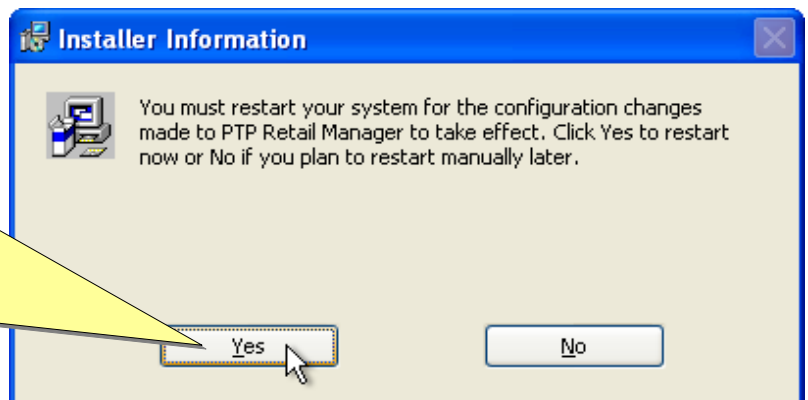 Installer Information
You must restart your system for the configuration changes
made to PTP Retail Manager to take effect. Click Yes to restart
now or No if you plan to restart manually later.
Yes
No